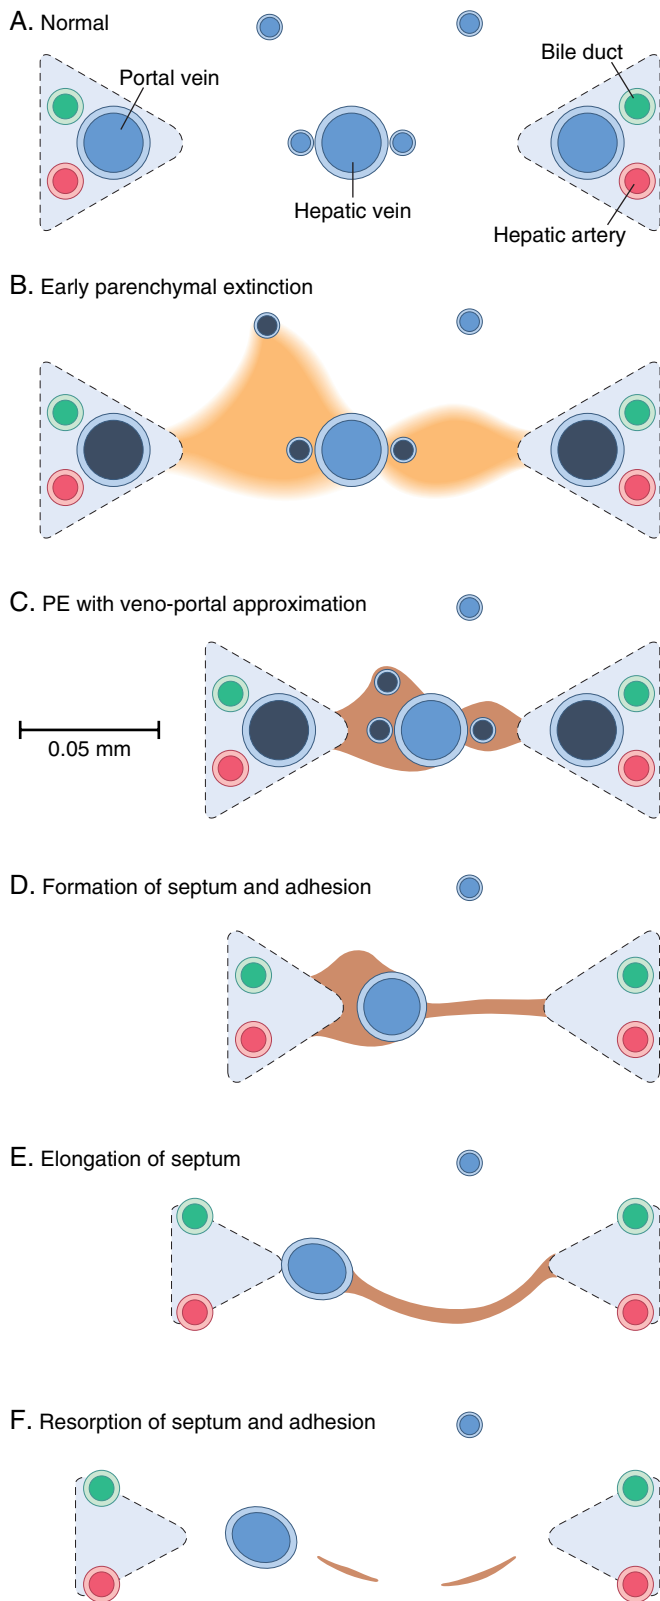 A. Normal
Portal vein
Bile duct
Hepatic vein
Hepatic artery
B. Early parenchymal extinction
C. PE with veno-portal approximation
0.05 mm
D. Formation of septum and adhesion
E. Elongation of septum
F. Resorption of septum and adhesion